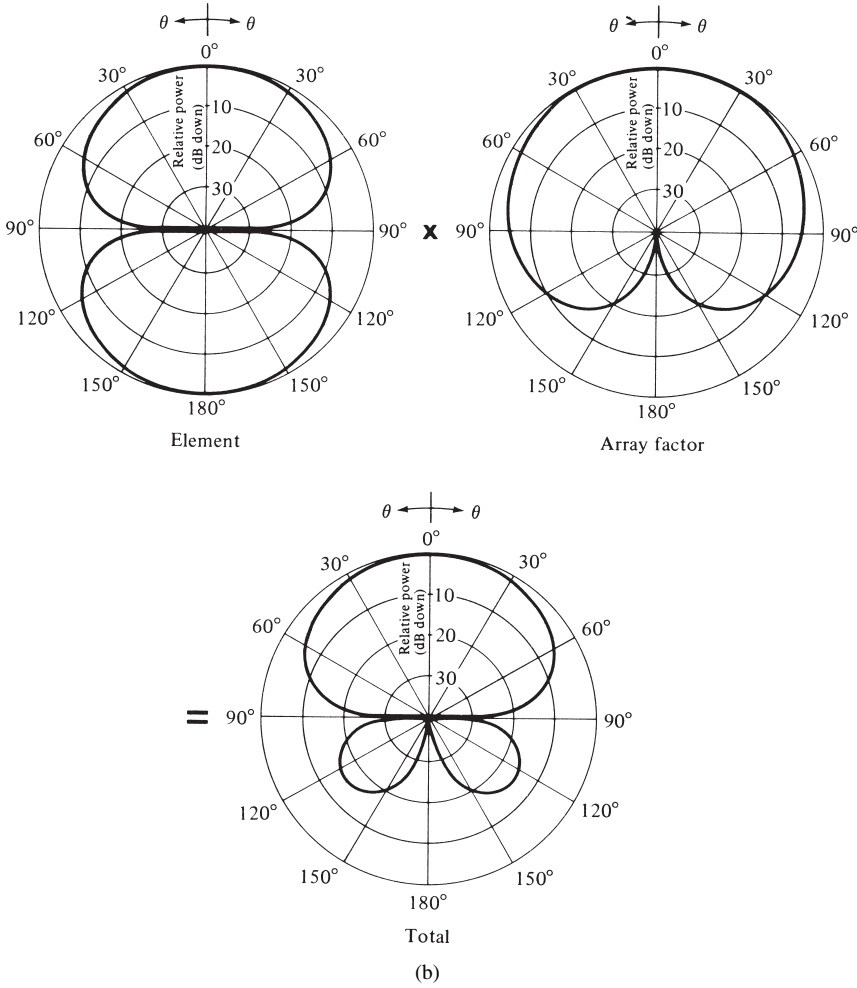 θ θ
0°
30° 30°
60° 60°
90° 90°
120° 120°
150° 150°
180°
Relative power
(dB down)
10
20
30
Element
x
θ θ
0°
30° 30°
60° 60°
90° 90°
120° 120°
150° 150°
180°
Relative power
(dB down)
10
20
30
Array factor
=
θ θ
0°
30° 30°
60° 60°
90° 90°
120° 120°
150° 150°
180°
Relative power
(dB down)
10
20
30
Total
(b)